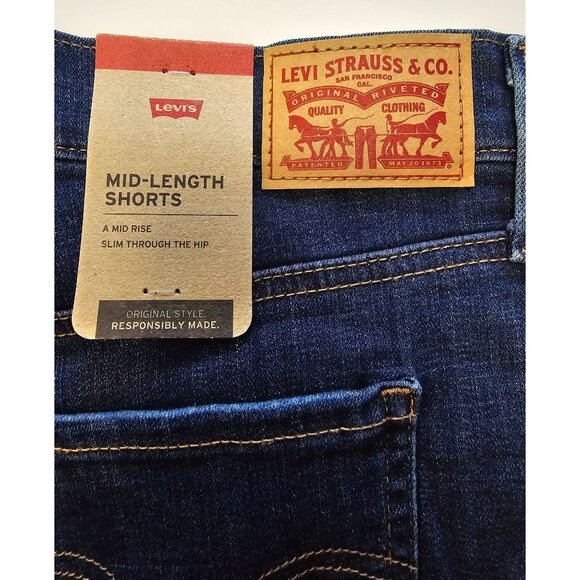 LEVI'S
MID-LENGTH
SHORTS
A MID RISE
SLIM THROUGH THE HIP
ORIGINAL STYLE.
RESPONSIBLY MADE.
LEVI STRAUSS & CO.
SAN FRANCISCO
CAL.
ORIGINAL RIVETED
QUALITY CLOTHING
PATENTED MAY 20 1873